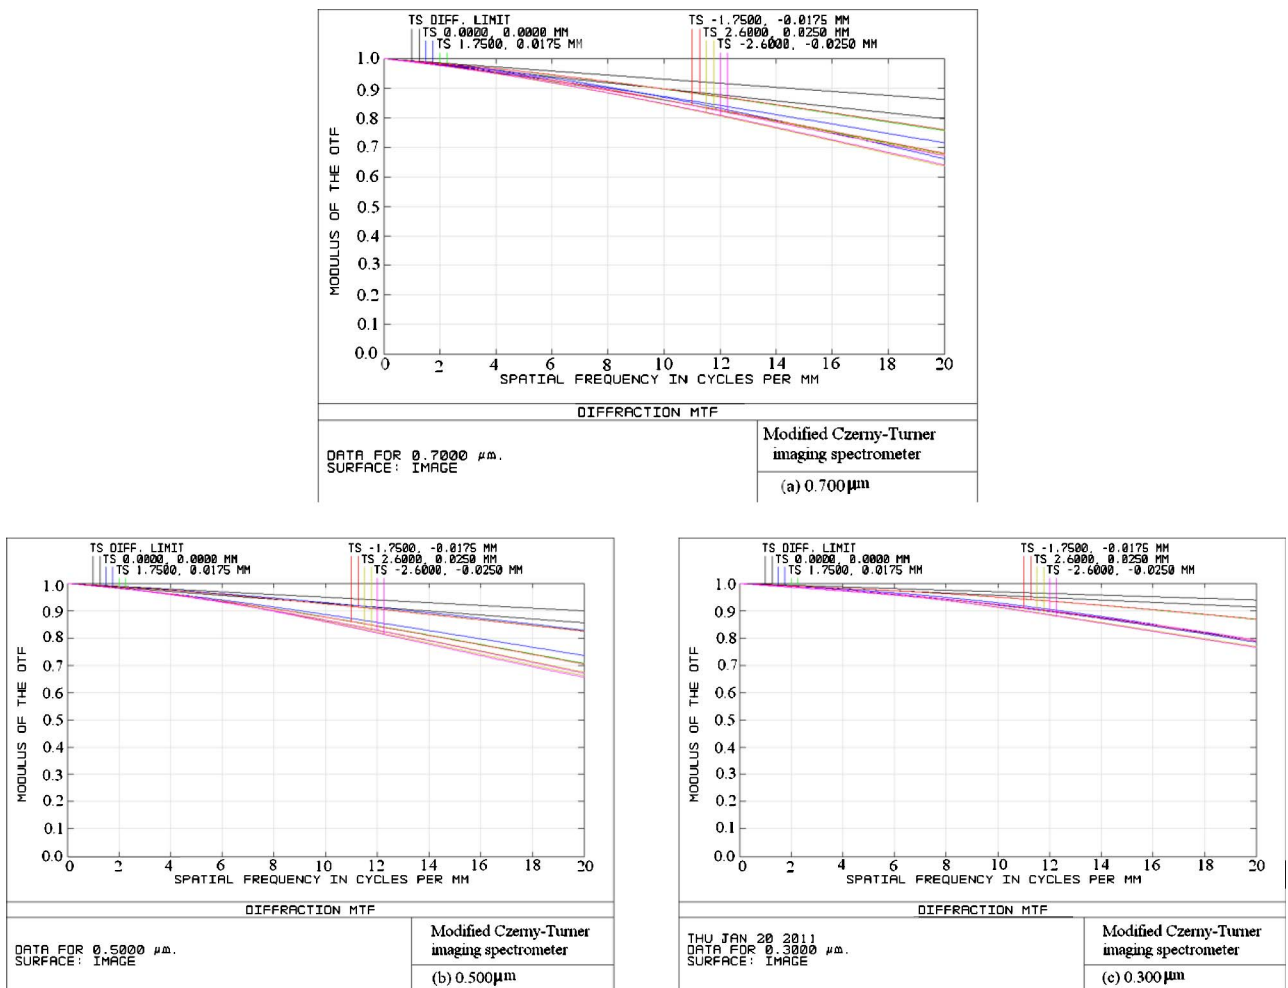 TS DIFF. LIMIT
TS 0.0000, 0.0000 MM
TS 1.7500, 0.0175 MM
TS -1.7500, -0.0175 MM
TS 2.6000, 0.0250 MM
TS -2.6000, -0.0250 MM
MODULUS OF THE OTF
1.0
0.9
0.8
0.7
0.6
0.5
0.4
0.3
0.2
0.1
0.0
0 2 4 6 8 10 12 14 16 18 20
SPATIAL FREQUENCY IN CYCLES PER MM
DIFFRACTION MTF
DATA FOR 0.7000 µm.
SURFACE: IMAGE
Modified Czerny-Turner
imaging spectrometer
(a) 0.700µm
TS DIFF. LIMIT
TS 0.0000, 0.0000 MM
TS 1.7500, 0.0175 MM
TS -1.7500, -0.0175 MM
TS 2.6000, 0.0250 MM
TS -2.6000, -0.0250 MM
MODULUS OF THE OTF
1.0
0.9
0.8
0.7
0.6
0.5
0.4
0.3
0.2
0.1
0.0
0 2 4 6 8 10 12 14 16 18 20
SPATIAL FREQUENCY IN CYCLES PER MM
DIFFRACTION MTF
DATA FOR 0.5000 µm.
SURFACE: IMAGE
Modified Czerny-Turner
imaging spectrometer
(b) 0.500µm
TS DIFF. LIMIT
TS 0.0000, 0.0000 MM
TS 1.7500, 0.0175 MM
TS -1.7500, -0.0175 MM
TS 2.6000, 0.0250 MM
TS -2.6000, -0.0250 MM
MODULUS OF THE OTF
1.0
0.9
0.8
0.7
0.6
0.5
0.4
0.3
0.2
0.1
0.0
0 2 4 6 8 10 12 14 16 18 20
SPATIAL FREQUENCY IN CYCLES PER MM
DIFFRACTION MTF
THU JAN 20 2011
DATA FOR 0.3000 µm.
SURFACE: IMAGE
Modified Czerny-Turner
imaging spectrometer
(c) 0.300µm